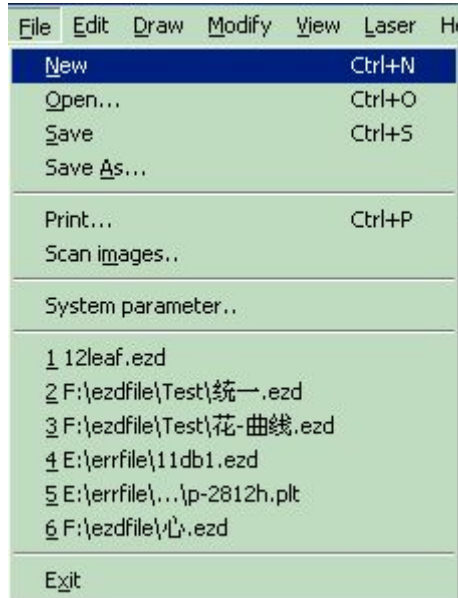 File Edit Draw Modify View Laser
New Ctrl+N
Open... Ctrl+O
Save Ctrl+S
Save As...
Print... Ctrl+P
Scan images..
System parameter..
1 12leaf.ezd
2 F:\ezdfile\Test\统一.ezd
3 F:\ezdfile\Test\花-曲线.ezd
4 E:\errfile\11db1.ezd
5 E:\errfile\...\p-2812h.plt
6 F:\ezdfile\心.ezd
Exit